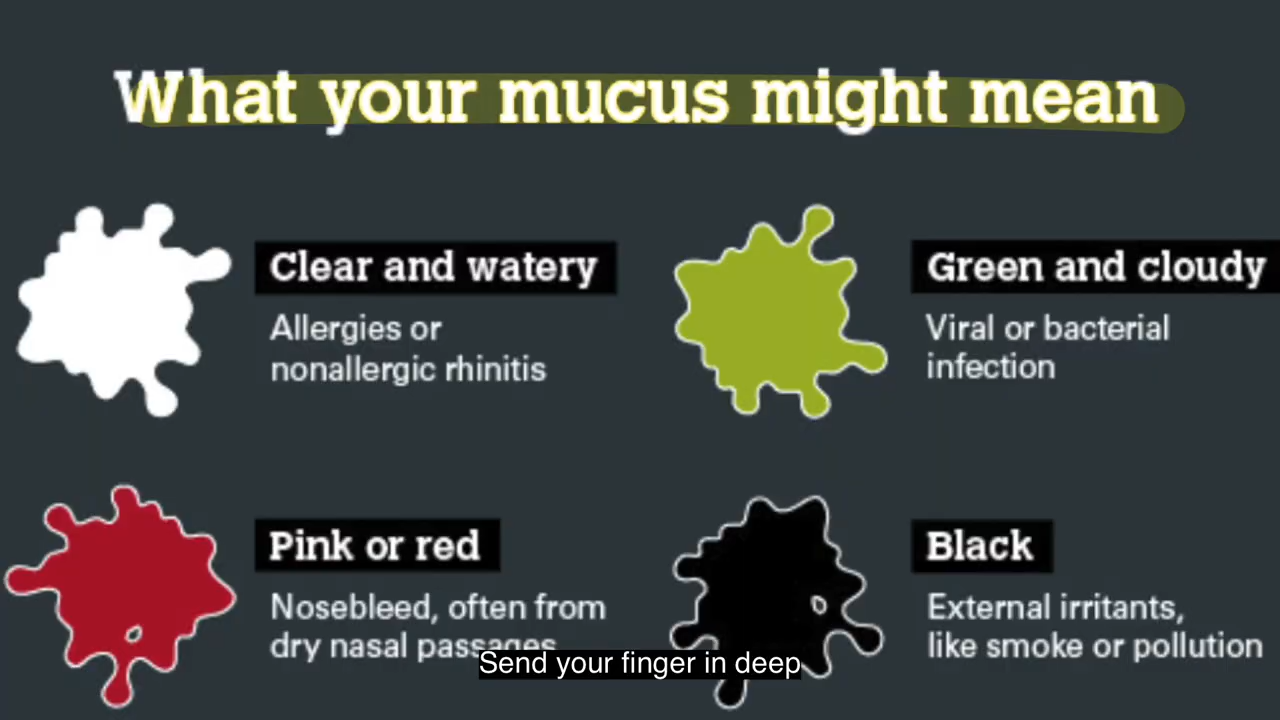 What your mucus might mean
Clear and watery
Allergies or
nonallergic rhinitis
Green and cloudy
Viral or bacterial
infection
Pink or red
Nosebleed, often from
dry nasal passages
Black
External irritants,
like smoke or pollution
Send your finger in deep